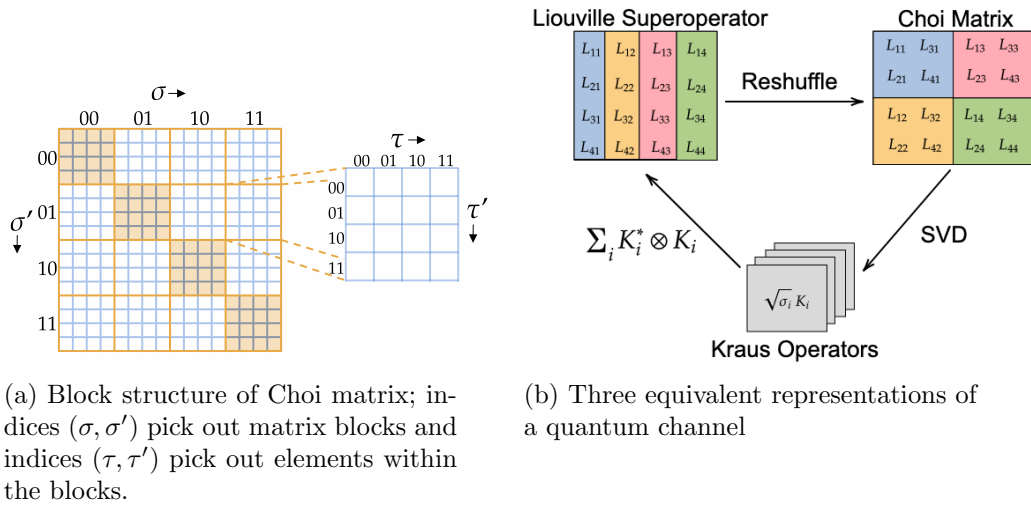 σ→
00 01 10 11
00
01
10
11
σ′
↓
τ→
00 01 10 11
00
01
10
11
τ′
↓
(a) Block structure of Choi matrix; in-
dices (σ, σ′) pick out matrix blocks and
indices (τ, τ′) pick out elements within
the blocks.
Liouville Superoperator
L₁₁ L₁₂ L₁₃ L₁₄
L₂₁ L₂₂ L₂₃ L₂₄
L₃₁ L₃₂ L₃₃ L₃₄
L₄₁ L₄₂ L₄₃ L₄₄
Reshuffle
Choi Matrix
L₁₁ L₃₁ L₁₃ L₃₃
L₂₁ L₄₁ L₂₃ L₄₃
L₁₂ L₃₂ L₁₄ L₃₄
L₂₂ L₄₂ L₂₄ L₄₄
SVD
∑ᵢ Kᵢ* ⊗ Kᵢ
√σᵢ Kᵢ
Kraus Operators
(b) Three equivalent representations of
a quantum channel